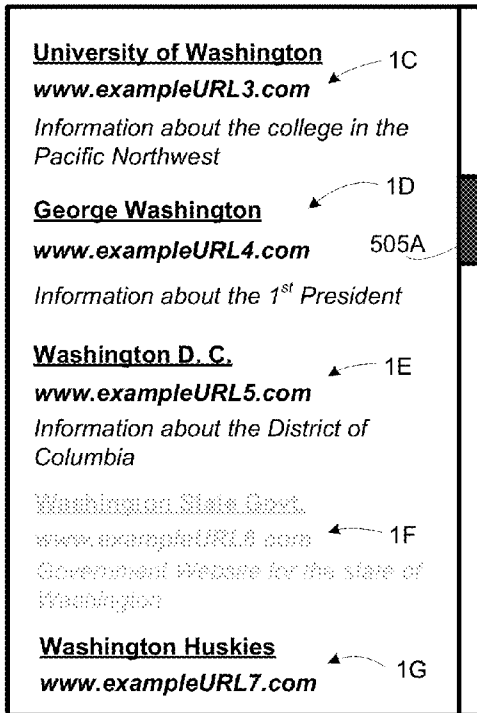 University of Washington
1C
www.exampleURL3.com
Information about the college in the
Pacific Northwest
1D
George Washington
www.exampleURL4.com
505A
Information about the 1st President
Washington D. C.
1E
www.exampleURL5.com
Information about the District of
Columbia
Washington State Govt.
www.exampleURL6.com
1F
Government Website for the state of
Washington
Washington Huskies
1G
www.exampleURL7.com